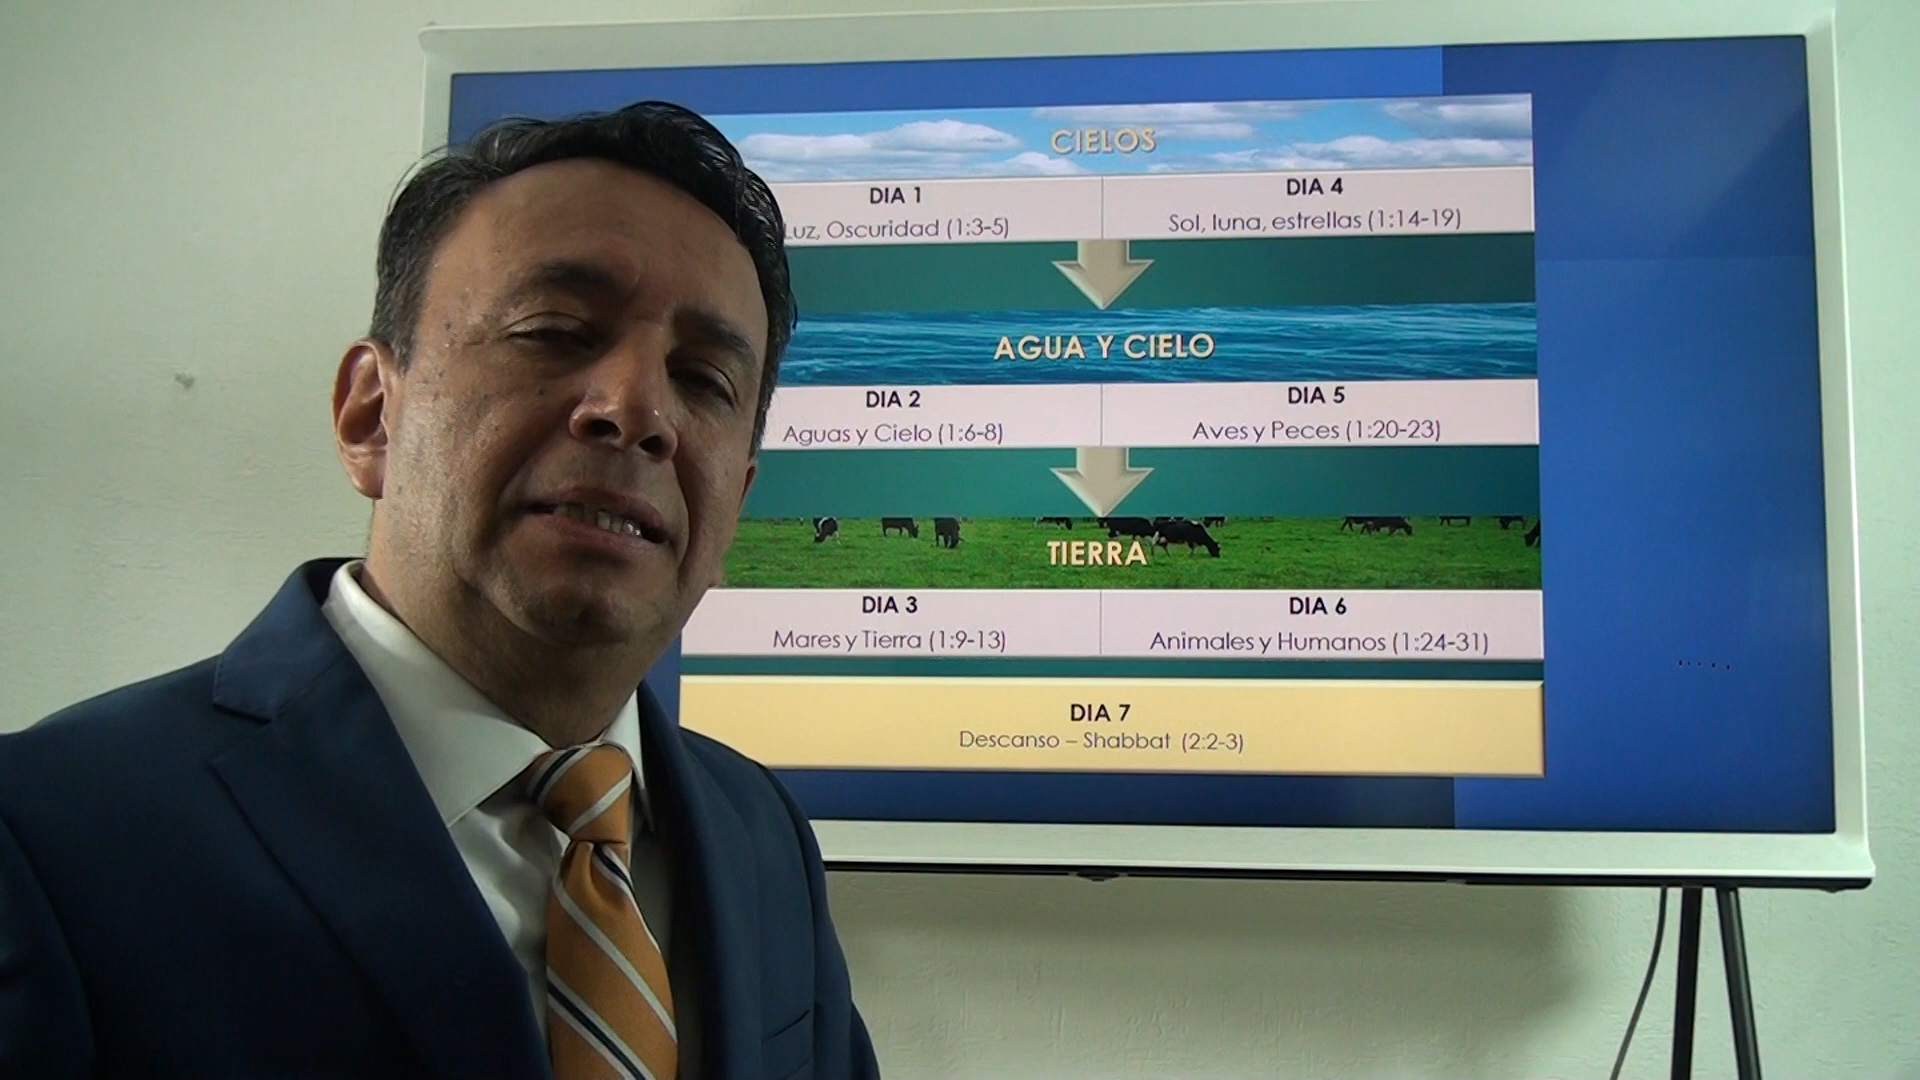 CIELOS
DIA 1
Luz, Oscuridad (1:3-5)
DIA 4
Sol, luna, estrellas (1:14-19)
AGUA Y CIELO
DIA 2
Aguas y Cielo (1:6-8)
DIA 5
Aves y Peces (1:20-23)
TIERRA
DIA 3
Mares y Tierra (1:9-13)
DIA 6
Animales y Humanos (1:24-31)
DIA 7
Descanso – Shabbat (2:2-3)